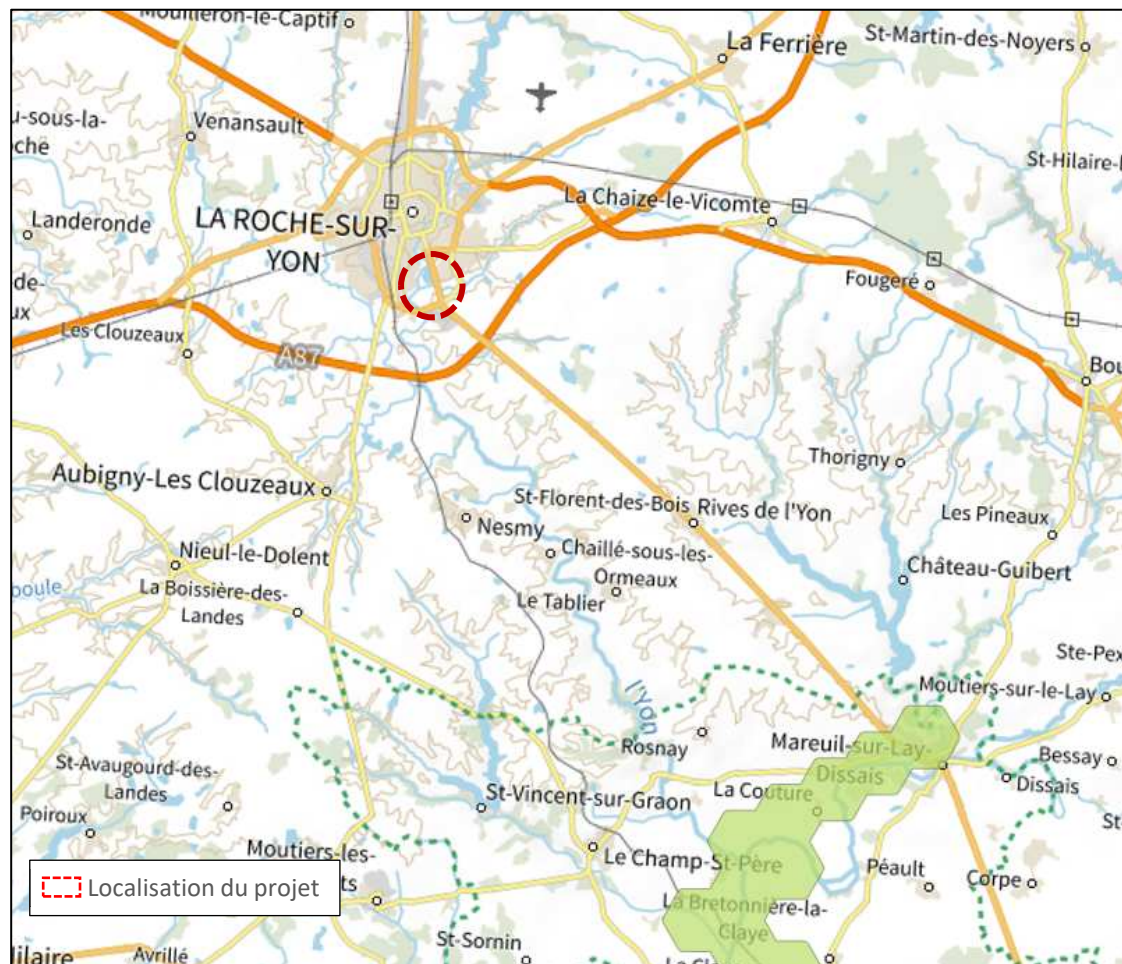 Mouilleron-le-Captif
La Ferrière
St-Martin-des-Noyers
u-sous-la-
oche
Venansault
St-Hilaire-l
La Chaize-le-Vicomte
Landeronde
LA ROCHE-SUR-
YON
de-
ux
Fougeré
Les Clouzeaux
A87
Bou
Thorigny
Aubigny-Les Clouzeaux
St-Florent-des-Bois Rives de l'Yon
Les Pineaux
Nesmy
Nieul-le-Dolent
Chaillé-sous-les-
Ormeaux
Château-Guibert
boule
La Boissière-des-
Landes
Le Tablier
Ste-Pex
Moutiers-sur-le-Lay
l'Yon
Rosnay
Mareuil-sur-Lay-
Dissais
Bessay
St-Avaugourd-des-
Landes
Dissais
La Couture
St-Vincent-sur-Graon
Poiroux
St-
Moutiers-les-
ts
Le Champ-St-Père
Péault
Corpe
Localisation du projet
La Bretonnière-la-
Claye
St-Sornin
Hilaire
Avrillé